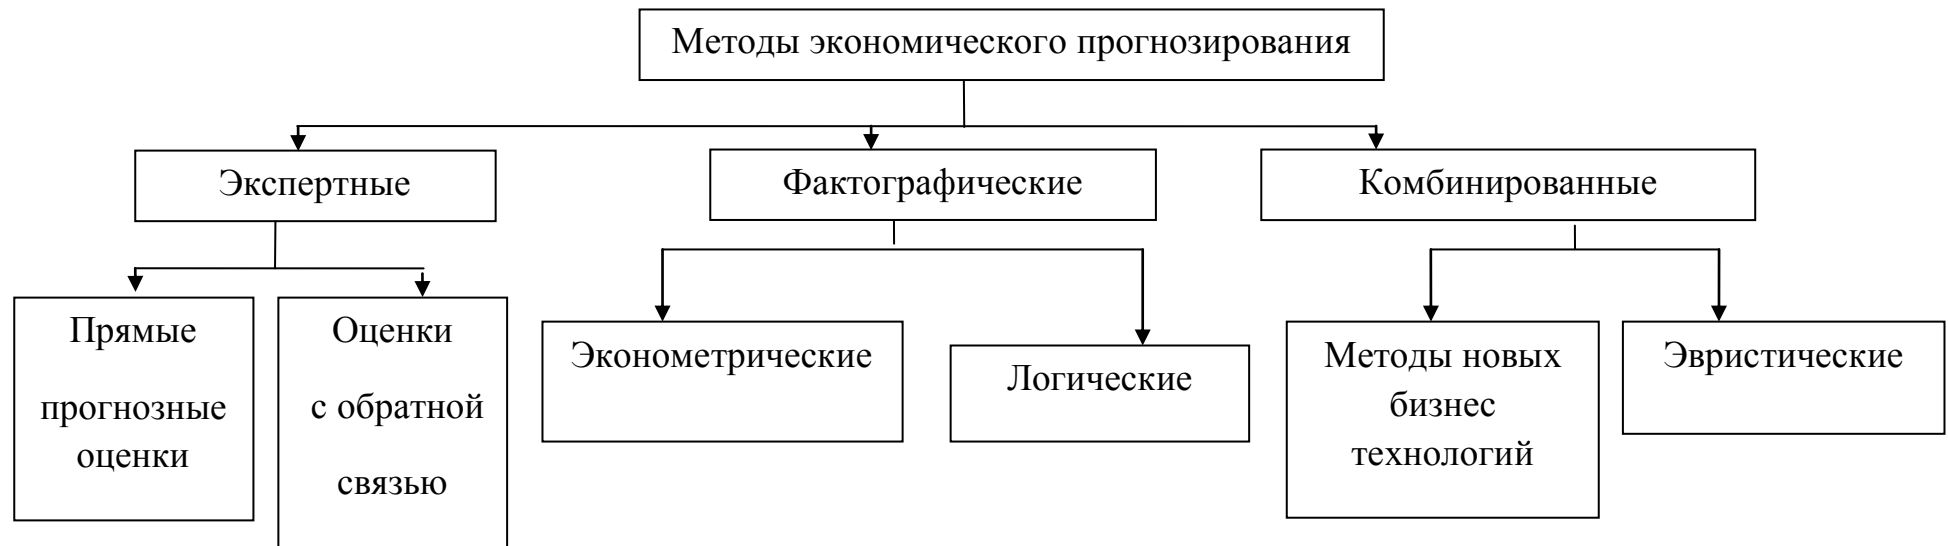 Методы экономического прогнозирования
Экспертные
Фактографические
Комбинированные
Прямые
прогнозные
оценки
Оценки
с обратной
связью
Эконометрические
Логические
Методы новых
бизнес
технологий
Эвристические